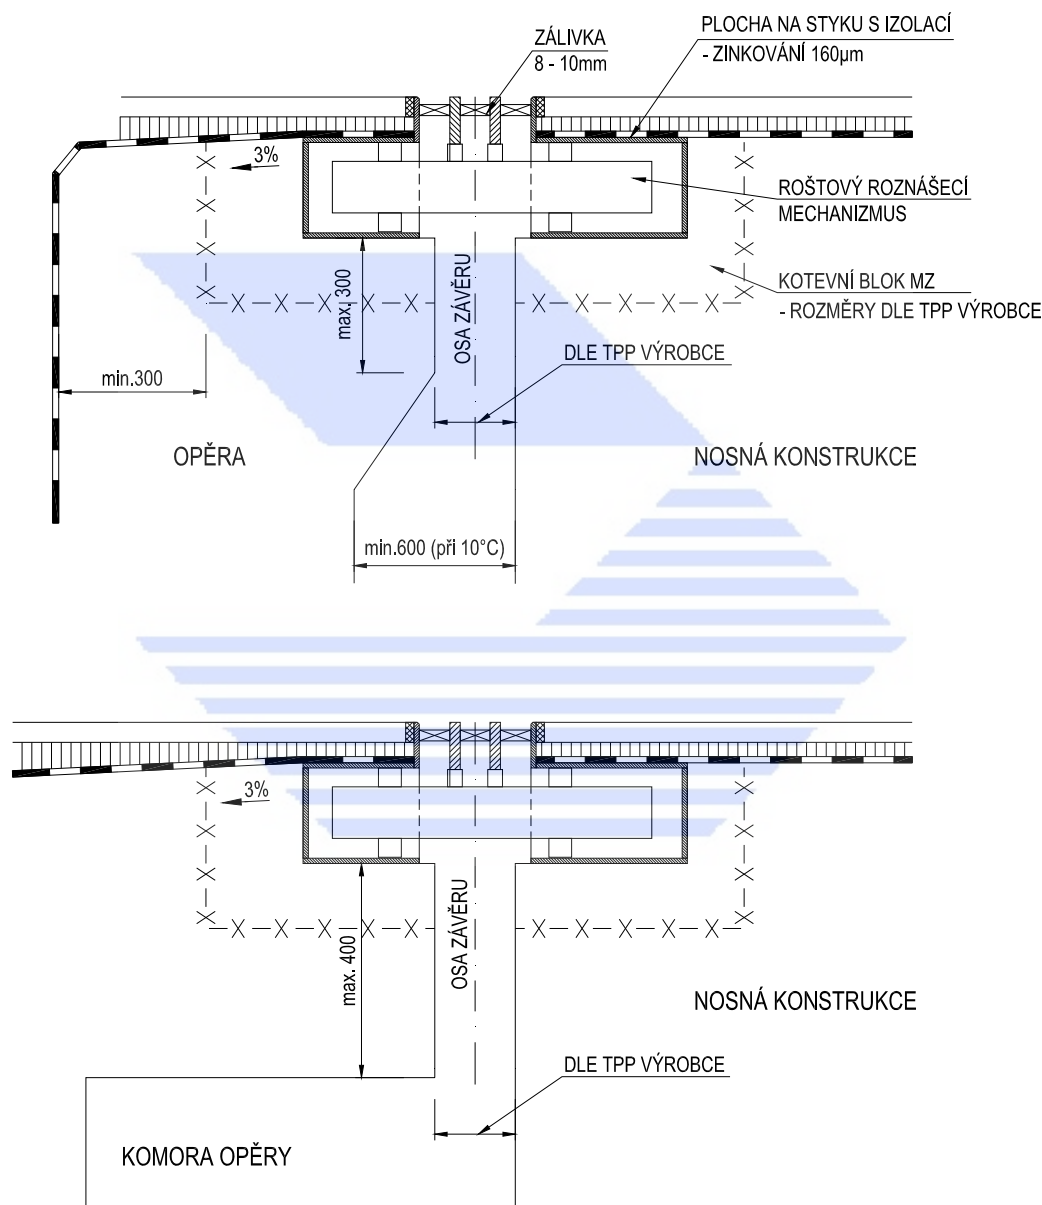 PLOCHA NA STYKU S IZOLACÍ
- ZINKOVÁNÍ 160µm
ZÁLIVKA
8 - 10mm
3%
ROŠTOVÝ ROZNÁŠECÍ
MECHANIZMUS
KOTEVNÍ BLOK MZ
- ROZMĚRY DLE TPP VÝROBCE
max. 300
OSA ZÁVĚRU
DLE TPP VÝROBCE
min.300
OPĚRA
NOSNÁ KONSTRUKCE
min.600 (při 10°C)
3%
max. 400
OSA ZÁVĚRU
NOSNÁ KONSTRUKCE
DLE TPP VÝROBCE
KOMORA OPĚRY